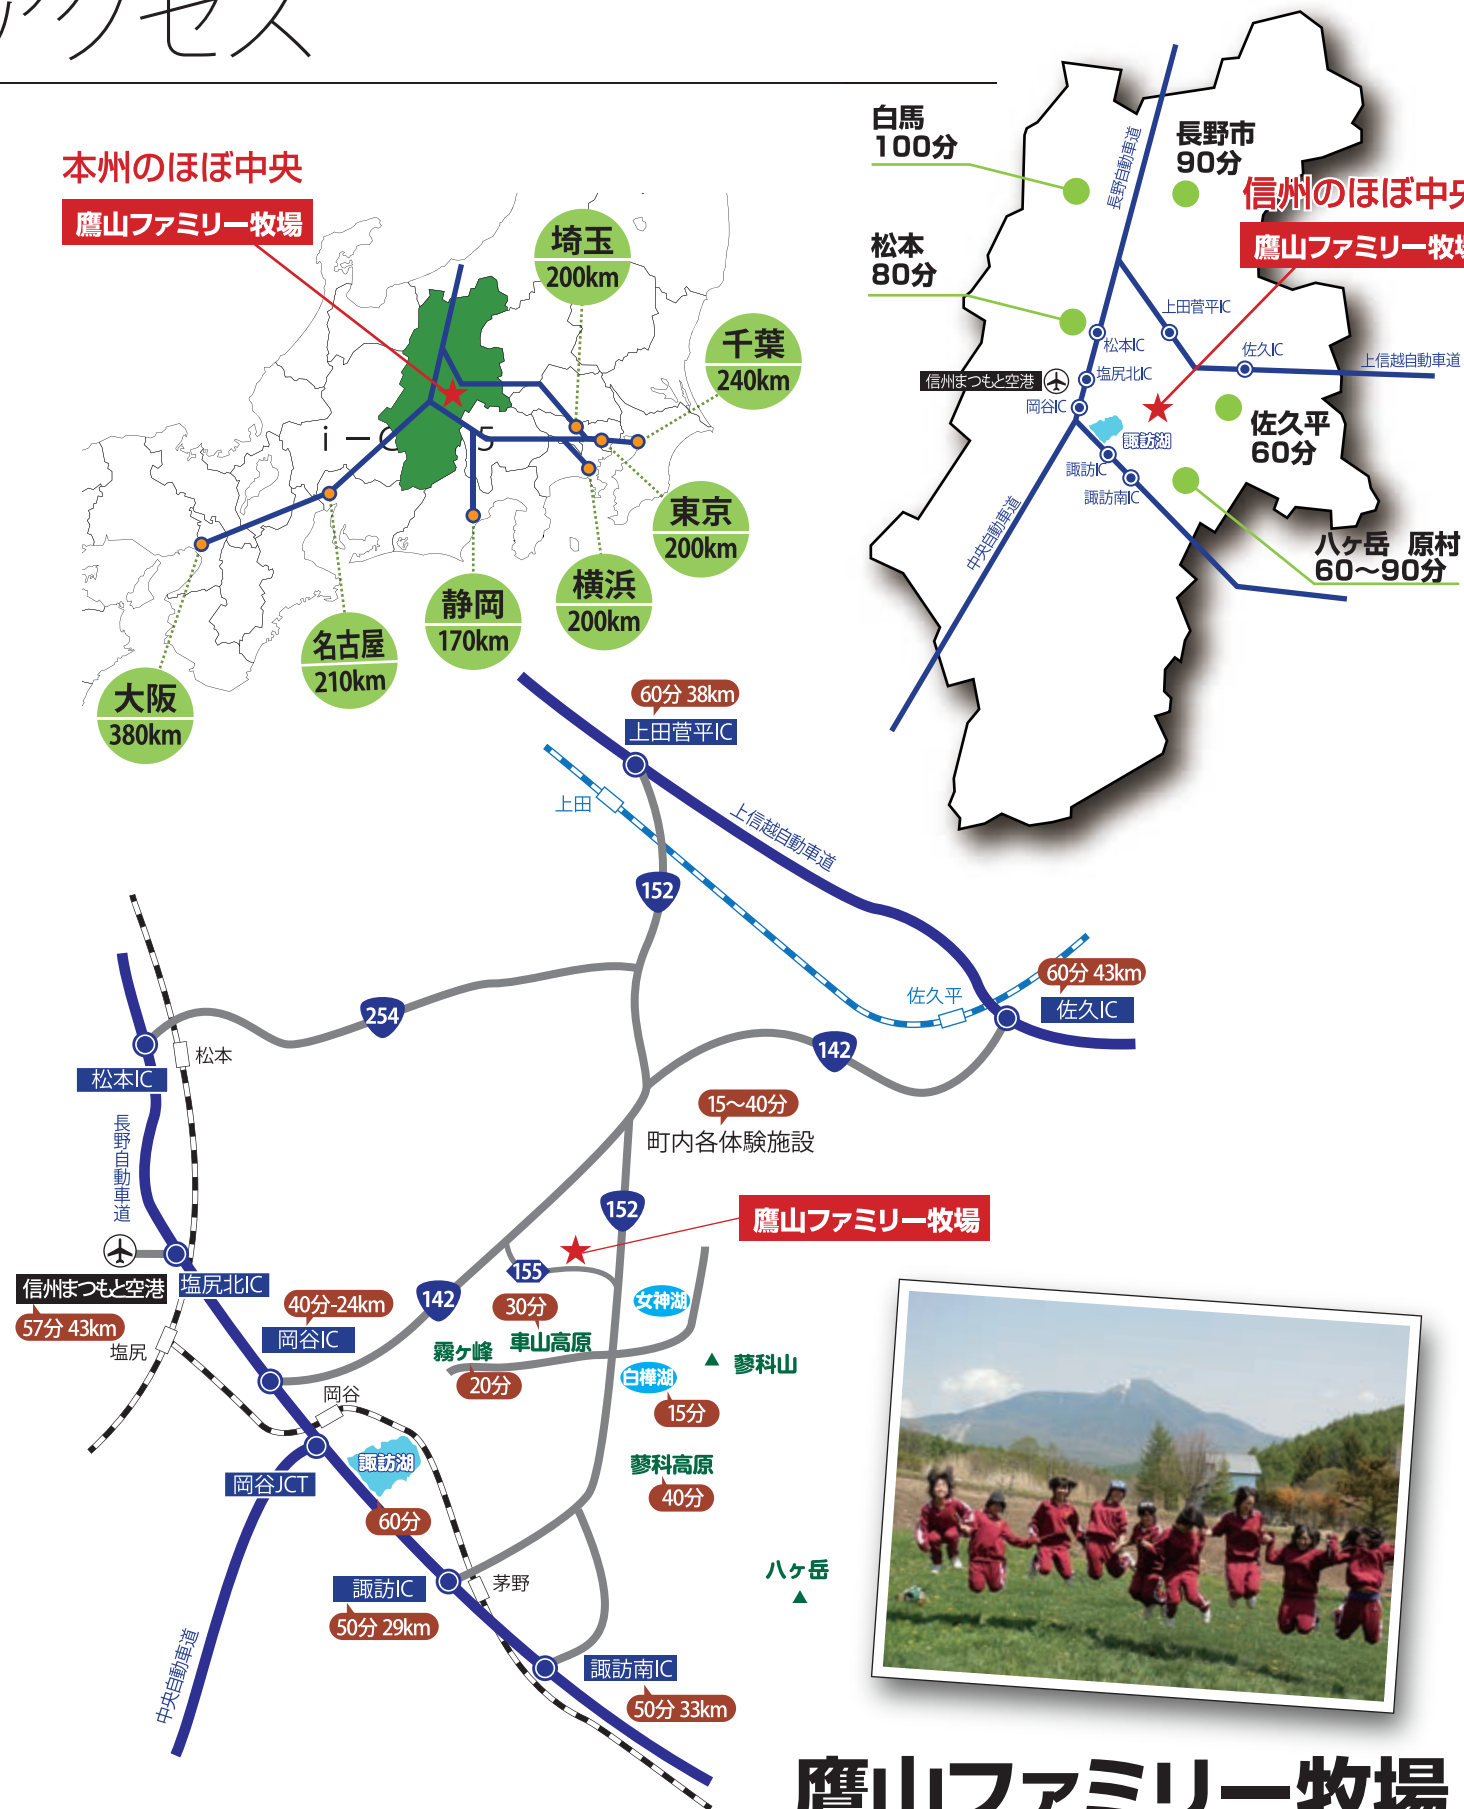 アクセス
本州のほぼ中央
鷹山ファミリー牧場
埼玉
200km
千葉
240km
東京
200km
横浜
200km
静岡
170km
名古屋
210km
大阪
380km
白馬
100分
長野市
90分
信州のほぼ中央
鷹山ファミリー牧場
松本
80分
長野自動車道
上田菅平IC
松本IC
佐久IC
上信越自動車道
塩尻北IC
信州まつもと空港
岡谷IC
諏訪湖
佐久平
60分
諏訪IC
諏訪南IC
中央自動車道
八ヶ岳 原村
60〜90分
60分 38km
上田菅平IC
上田
上信越自動車道
152
60分 43km
佐久平
佐久IC
254
142
松本
松本IC
長野自動車道
15〜40分
町内各体験施設
152
鷹山ファミリー牧場
155
信州まつもと空港
57分 43km
塩尻北IC
塩尻
40分-24km
岡谷IC
142
30分
車山高原
霧ヶ峰
20分
女神湖
白樺湖
15分
蓼科山
岡谷
諏訪湖
60分
岡谷JCT
蓼科高原
40分
八ヶ岳
諏訪IC
50分 29km
茅野
中央自動車道
諏訪南IC
50分 33km
鷹山ファミリー牧場